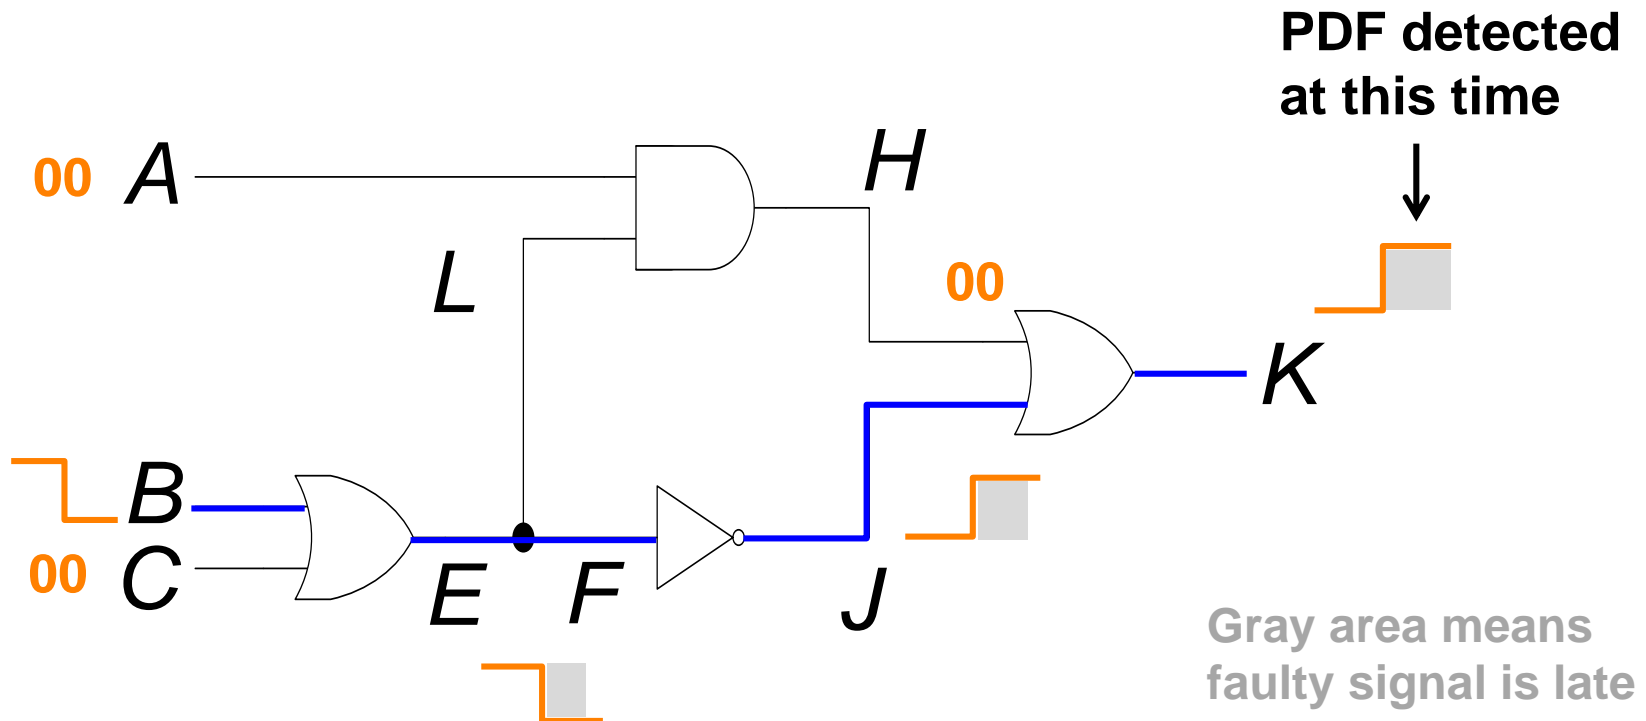 PDF detected
at this time
00 A
H
L
00
K
B
00 C
E F
J
Gray area means
faulty signal is late